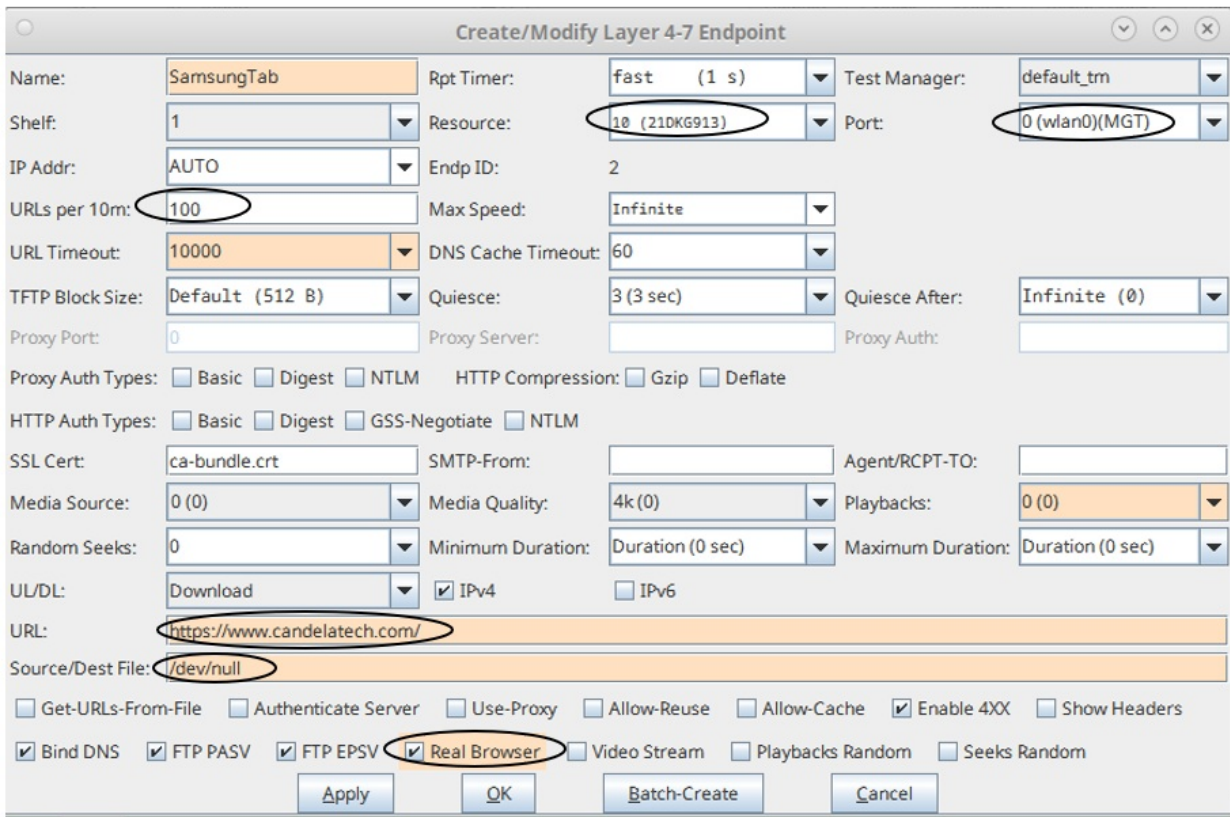 Create/Modify Layer 4-7 Endpoint
Name: SamsungTab Rpt Timer: fast (1 s) Test Manager: default_tm
Shelf: 1 Resource: 10 (21DKG913) Port: 0 (wlan0)(MGT)
IP Addr: AUTO Endp ID: 2
URLs per 10m: 100 Max Speed: Infinite
URL Timeout: 10000 DNS Cache Timeout: 60
TFTP Block Size: Default (512 B) Quiesce: 3 (3 sec) Quiesce After: Infinite (0)
Proxy Port: 0 Proxy Server: Proxy Auth:
Proxy Auth Types: Basic Digest NTLM HTTP Compression: Gzip Deflate
HTTP Auth Types: Basic Digest GSS-Negotiate NTLM
SSL Cert: ca-bundle.crt SMTP-From: Agent/RCPT-TO:
Media Source: 0 (0) Media Quality: 4k (0) Playbacks: 0 (0)
Random Seeks: 0 Minimum Duration: Duration (0 sec) Maximum Duration: Duration (0 sec)
UL/DL: Download IPv4 IPv6
URL: https://www.candelatech.com/
Source/Dest File: /dev/null
Get-URLs-From-File Authenticate Server Use-Proxy Allow-Reuse Allow-Cache Enable 4XX Show Headers
Bind DNS FTP PASV FTP EPSV Real Browser Video Stream Playbacks Random Seeks Random
Apply OK Batch-Create Cancel